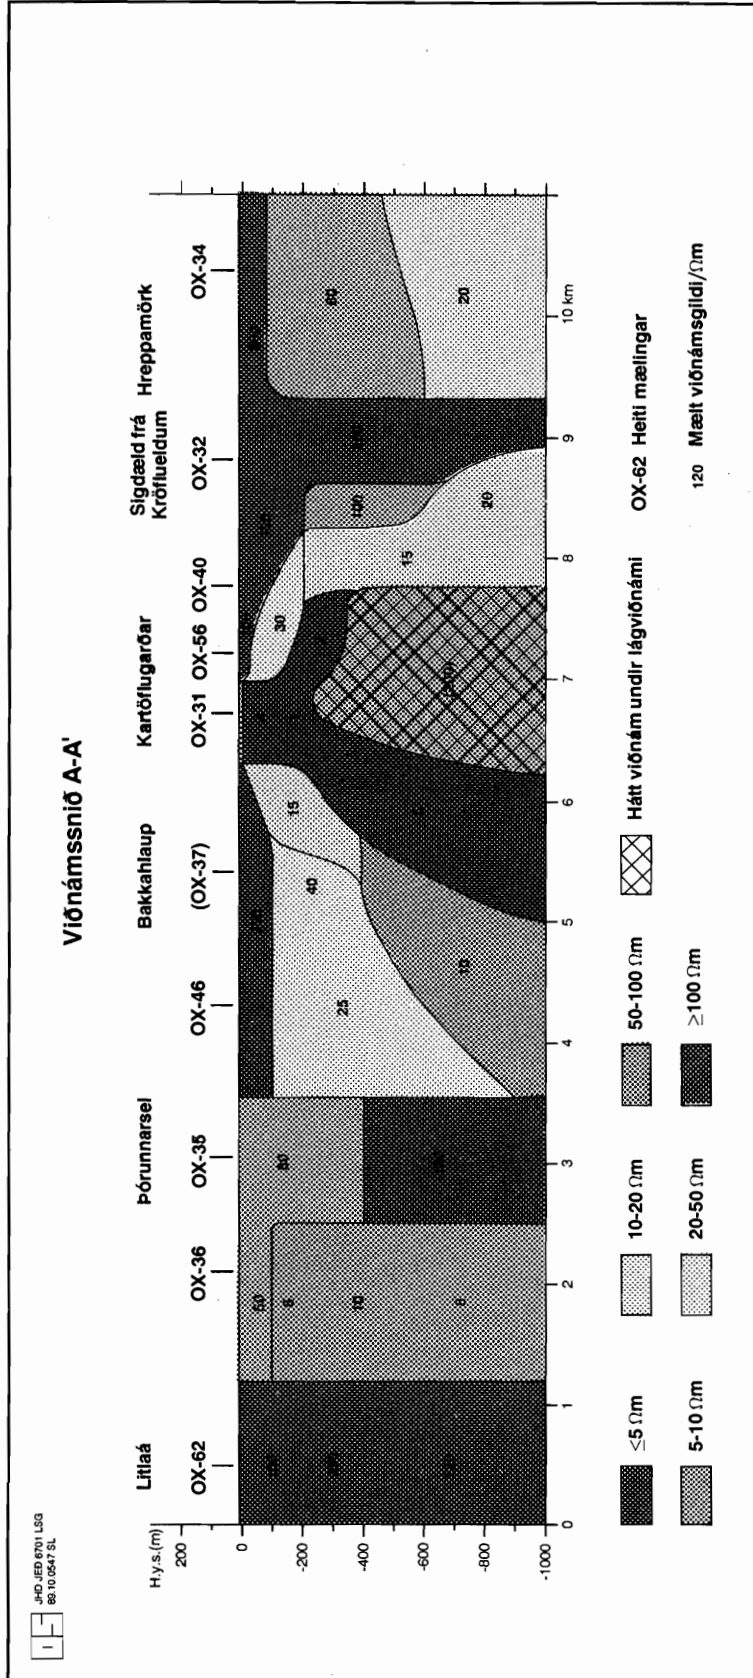 JHD JED 6701 LSG
89.10.0547 SL
Viðnámssnið A-A'
Litlaá
Þórunnarsel
Bakkahlaup
Kartöflugarðar
Sigdæld frá
Kröflueldum
Hreppamörk
OX-62
OX-36
OX-35
OX-46
(OX-37)
OX-31
OX-56
OX-40
OX-32
OX-34
H.y.s.(m)
200
0
-200
-400
-600
-800
-1000
50
10
80
25
10
40
15
30
15
100
20
60
20
0
1
2
3
4
5
6
7
8
9
10 km
≤5 Ωm
10-20 Ωm
50-100 Ωm
Hátt viðnám undir lágviðnámi
OX-62 Heiti mælingar
5-10 Ωm
20-50 Ωm
≥100 Ωm
120 Mælt viðnámsgildi/Ωm